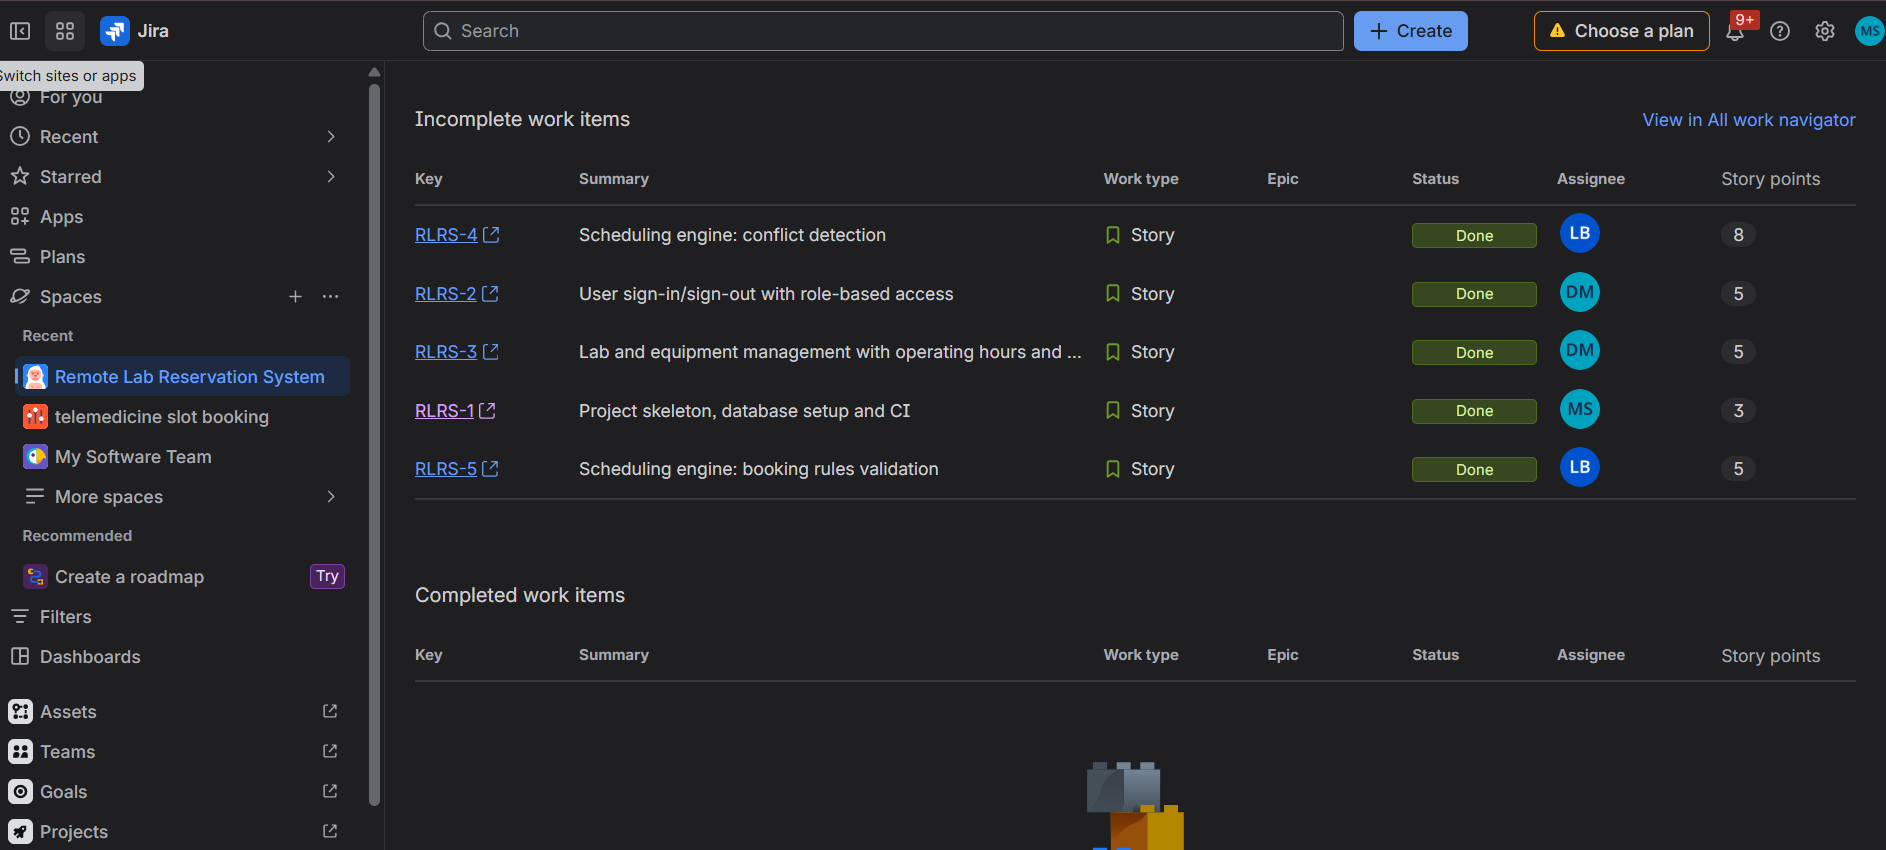 Jira
Search
Create
Choose a plan
9+
MS
Switch sites or apps
For you
Recent
Starred
Apps
Plans
Spaces
Recent
Remote Lab Reservation System
telemedicine slot booking
My Software Team
More spaces
Recommended
Create a roadmap
Try
Filters
Dashboards
Assets
Teams
Goals
Projects
Incomplete work items
View in All work navigator
Key Summary Work type Epic Status Assignee Story points
RLRS-4 Scheduling engine: conflict detection Story Done LB 8
RLRS-2 User sign-in/sign-out with role-based access Story Done DM 5
RLRS-3 Lab and equipment management with operating hours and ... Story Done DM 5
RLRS-1 Project skeleton, database setup and CI Story Done MS 3
RLRS-5 Scheduling engine: booking rules validation Story Done LB 5
Completed work items
Key Summary Work type Epic Status Assignee Story points